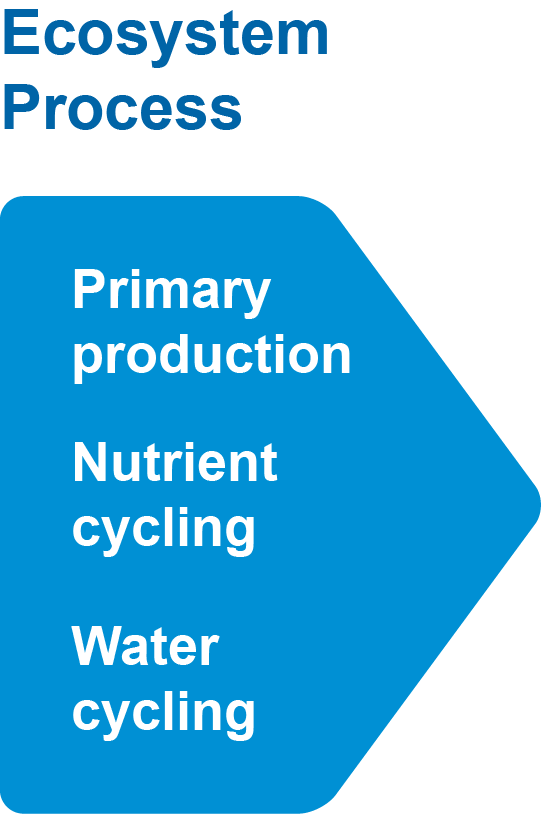 Ecosystem
Process
Primary
production
Nutrient
cycling
Water
cycling